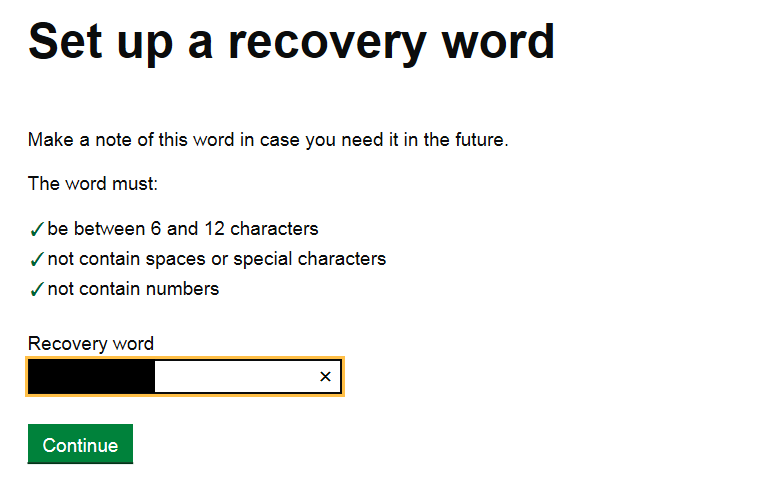 Set up a recovery word
Make a note of this word in case you need it in the future.
The word must:
✓be between 6 and 12 characters
✓not contain spaces or special characters
✓not contain numbers
Recovery word
×
Continue